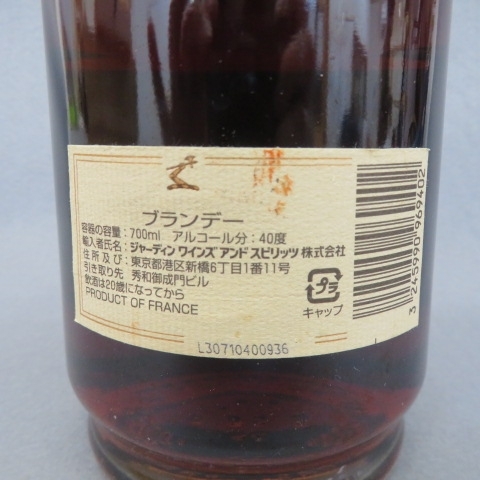 ブランデー
容器の容量：700ml アルコール分：40度
輸入者氏名：ジャーディン ワインズ アンド スピリッツ 株式会社
住所及び：東京都港区新橋6丁目1番11号
引き取り先 秀和御成門ビル
飲酒は20歳になってから
PRODUCT OF FRANCE
プラ
キャップ
3 245990 969402
L30710400936